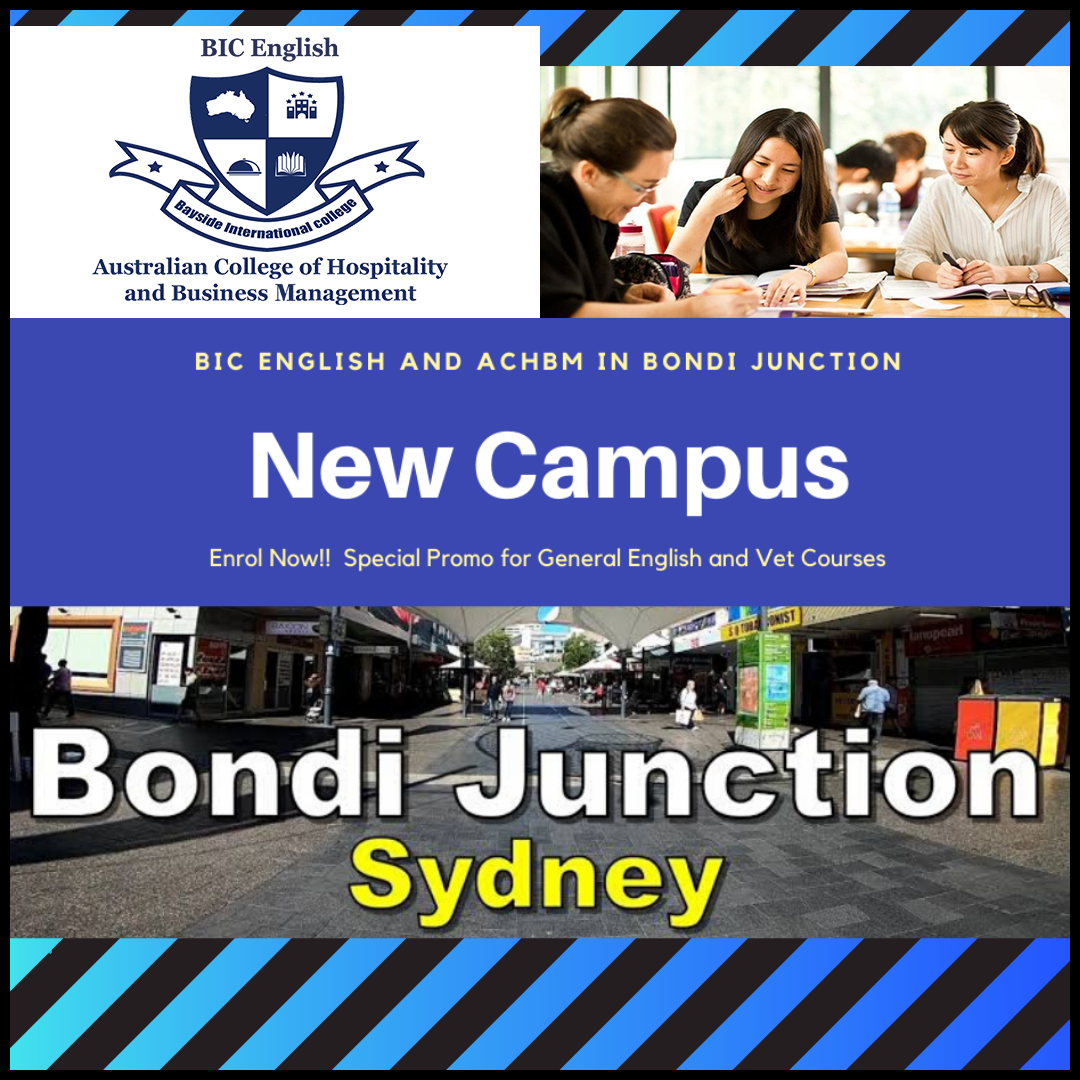 BIC English
Bayside International college
Australian College of Hospitality
and Business Management
BIC ENGLISH AND ACHBM IN BONDI JUNCTION
New Campus
Enrol Now!!  Special Promo for General English and Vet Courses
Bondi Junction
Sydney